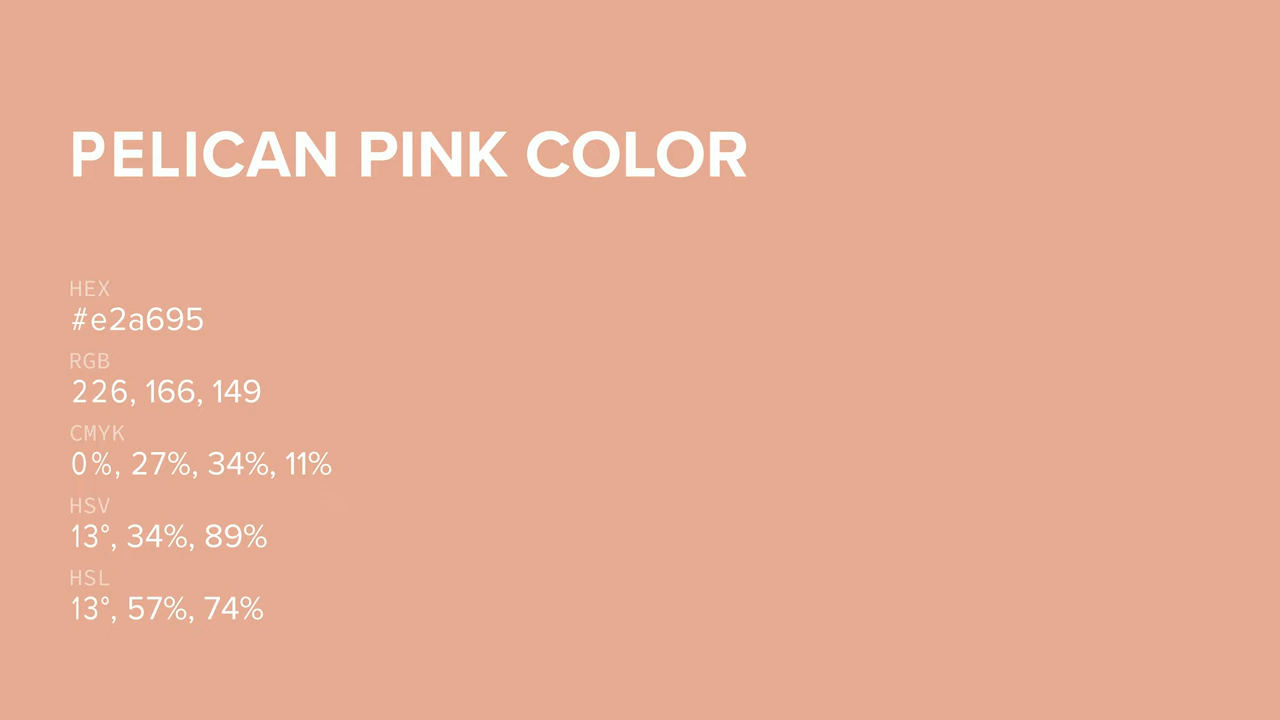 PELICAN PINK COLOR
HEX
#e2a695
RGB
226, 166, 149
CMYK
0%, 27%, 34%, 11%
HSV
13°, 34%, 89%
HSL
13°, 57%, 74%